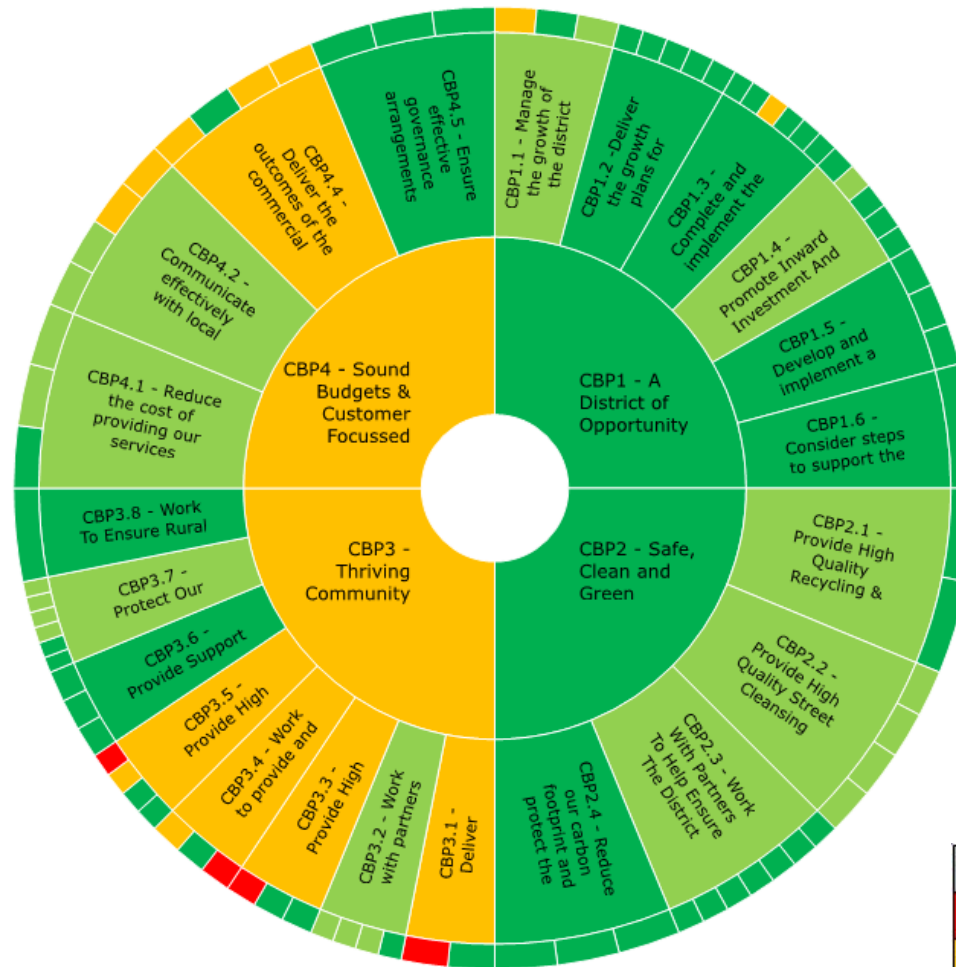 CBP4.5 - Ensure
effective
governance
arrangements
CBP1.1 - Manage
the growth of
the district
CBP1.2 -Deliver
the growth
plans for
CBP1.3 -
Complete and
implement the
CBP1.4 -
Promote Inward
Investment And
CBP1.5 -
Develop and
implement a
CBP1.6 -
Consider steps
to support the
CBP2.1 -
Provide High
Quality
Recycling &
CBP2.2 -
Provide High
Quality Street
Cleansing
CBP2.3 - Work
With Partners
To Help Ensure
The District
CBP2.4 - Reduce
our carbon
footprint and
protect the
CBP3.1 -
Deliver
CBP3.2 - Work
with partners
CBP3.3 -
Provide High
CBP3.4 - Work
to provide and
CBP3.5 -
Provide High
CBP3.6 -
Provide Support
CBP3.7 -
Protect Our
CBP3.8 - Work
To Ensure Rural
CBP4.1 - Reduce
the cost of
providing our
services
CBP4.2 -
Communicate
effectively
with local
CBP4.4 -
Deliver the
outcomes of the
commercial
CBP4 - Sound
Budgets &
Customer
Focussed
CBP1 - A
District of
Opportunity
CBP3 -
Thriving
Community
CBP2 - Safe,
Clean and
Green